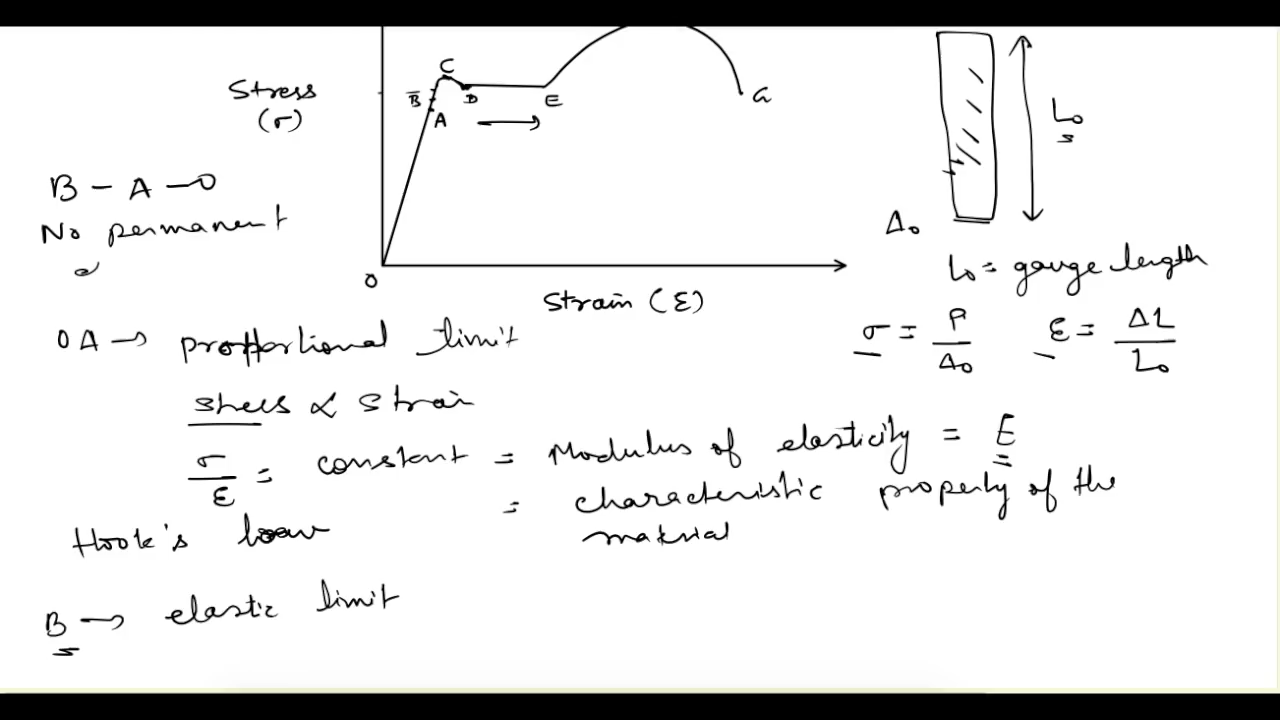 C
Stress
(σ)
B
A
D
E
G
O
Strain (ε)
L₀
A₀
L₀ = gauge length
σ = P / A₀
ε = ΔL / L₀
B – A – O
No permanent
OA → proportional limit
stress ∝ strain
σ / ε = constant = Modulus of elasticity = E
= characteristic property of the
material
Hook's law
B → elastic limit